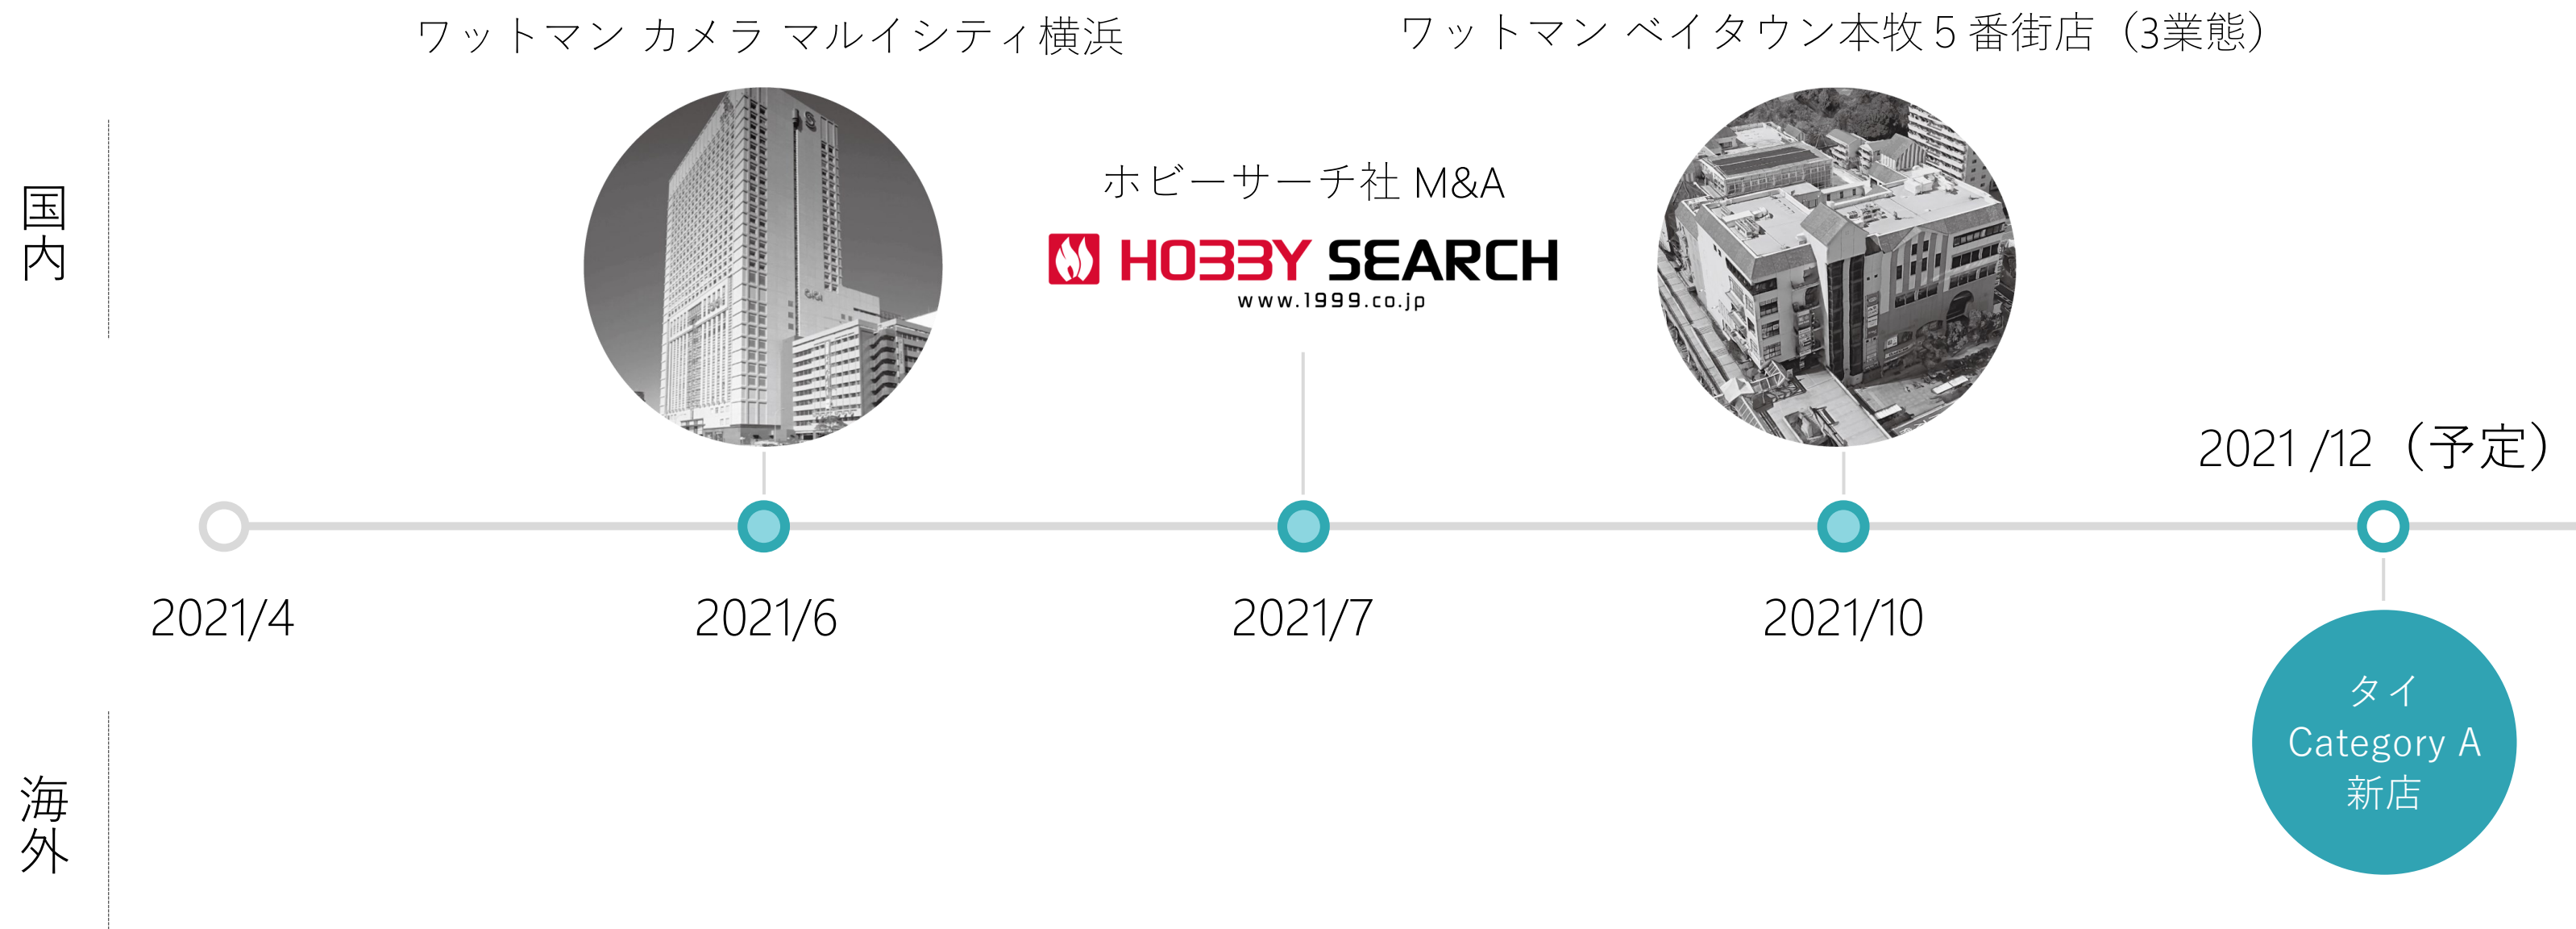 ワットマン カメラ マルイシティ横浜
ワットマン ベイタウン本牧５番街店（3業態）
国内
ホビーサーチ社 M&A
HOBBY SEARCH
www.1999.co.jp
2021 /12（予定）
2021/4
2021/6
2021/7
2021/10
海外
タイ
Category A
新店